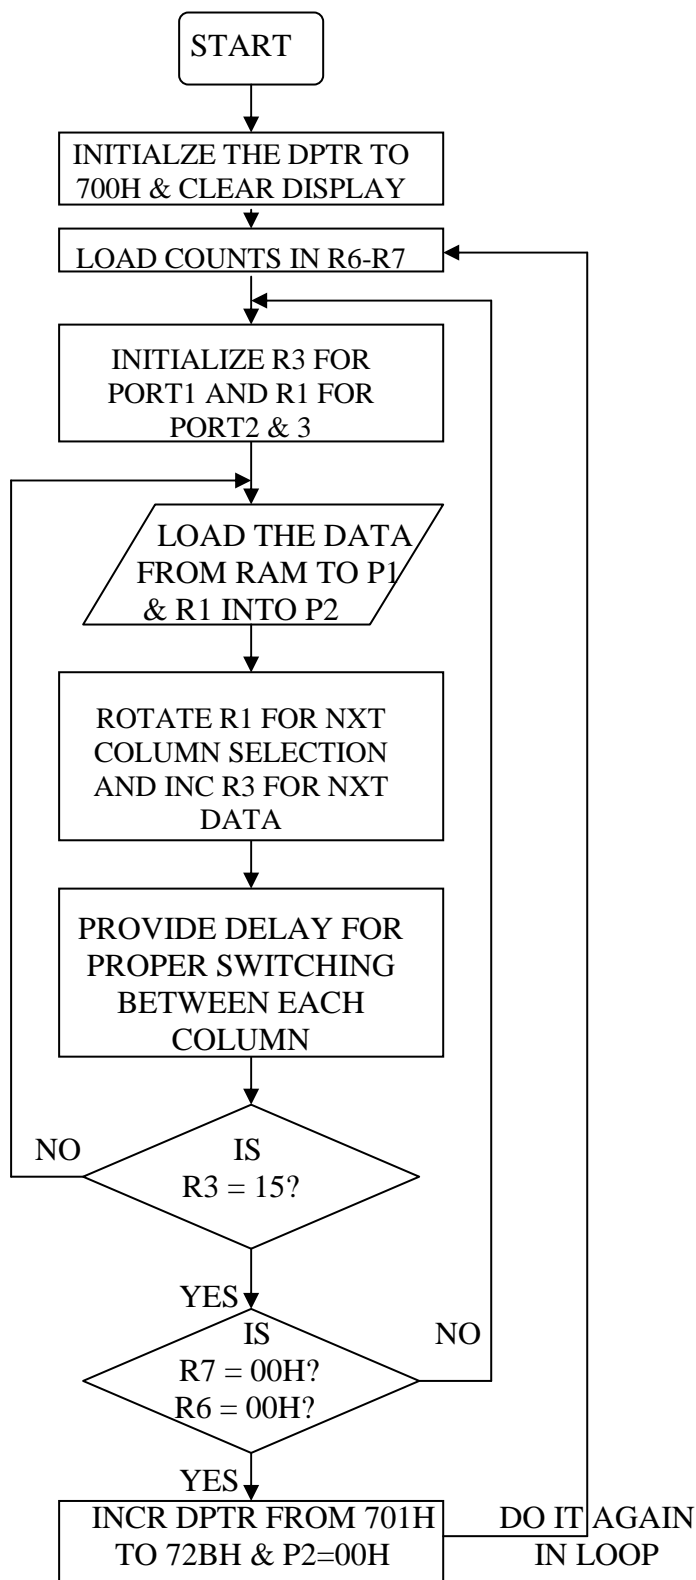 START
INITIALZE THE DPTR TO
700H & CLEAR DISPLAY
LOAD COUNTS IN R6-R7
INITIALIZE R3 FOR
PORT1 AND R1 FOR
PORT2 & 3
LOAD THE DATA
FROM RAM TO P1
& R1 INTO P2
ROTATE R1 FOR NXT
COLUMN SELECTION
AND INC R3 FOR NXT
DATA
PROVIDE DELAY FOR
PROPER SWITCHING
BETWEEN EACH
COLUMN
NO
IS
R3 = 15?
YES
IS
R7 = 00H?
R6 = 00H?
NO
YES
INCR DPTR FROM 701H
TO 72BH & P2=00H
DO IT AGAIN
IN LOOP